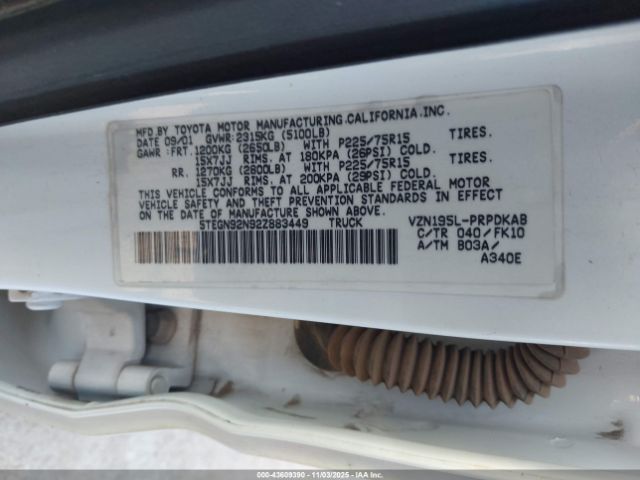 MFD.BY TOYOTA MOTOR MANUFACTURING.CALIFORNIA.INC.
DATE 09/01 GVWR:2315KG (5100LB)
GAWR: FRT.1200KG (2650LB) WITH P225/75R15 TIRES.
15X7JJ RIMS. AT 180KPA (26PSI) COLD.
RR. 1270KG (2800LB) WITH P225/75R15 TIRES.
15X7JJ RIMS. AT 200KPA (29PSI) COLD.
THIS VEHICLE CONFORMS TO ALL APPLICABLE FEDERAL MOTOR
VEHICLE SAFETY AND THEFT PREVENTION STANDARDS IN EFFECT
ON THE DATE OF MANUFACTURE SHOWN ABOVE.
5TEGN92N92Z883449 TRUCK VZN195L-PRPDKAB
C/TR 040/FK10
A/TM B03A/
A340E
00-43609390 - 11/03/2025 - IAA, Inc.